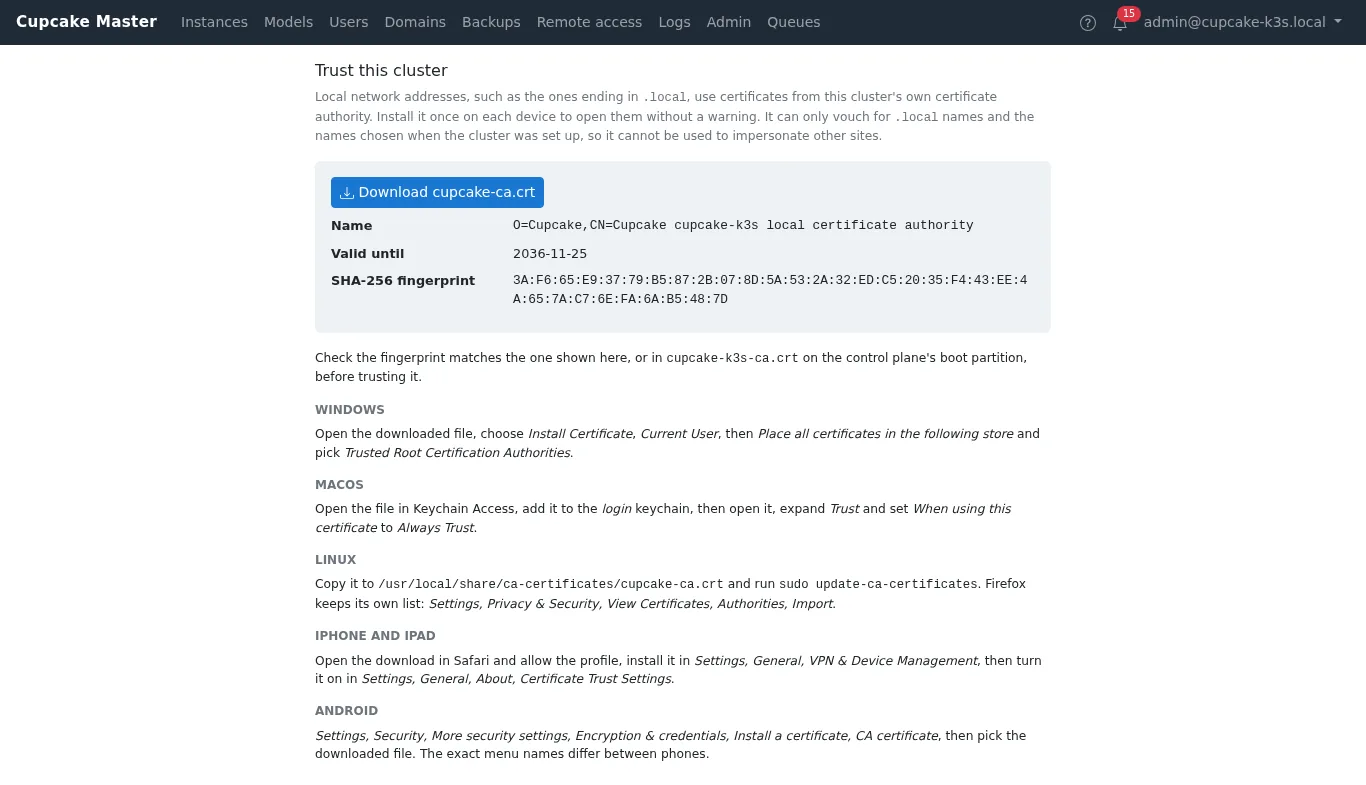 Cupcake Master Instances Models Users Domains Backups Remote access Logs Admin Queues 15 admin@cupcake-k3s.local
Trust this cluster
Local network addresses, such as the ones ending in .local, use certificates from this cluster's own certificate
authority. Install it once on each device to open them without a warning. It can only vouch for .local names and the
names chosen when the cluster was set up, so it cannot be used to impersonate other sites.
Download cupcake-ca.crt
Name O=Cupcake,CN=Cupcake cupcake-k3s local certificate authority
Valid until 2036-11-25
SHA-256 fingerprint 3A:F6:65:E9:37:79:B5:87:2B:07:8D:5A:53:2A:32:ED:C5:20:35:F4:43:EE:4
A:65:7A:C7:6E:FA:6A:B5:48:7D
Check the fingerprint matches the one shown here, or in cupcake-k3s-ca.crt on the control plane's boot partition,
before trusting it.
WINDOWS
Open the downloaded file, choose Install Certificate, Current User, then Place all certificates in the following store and
pick Trusted Root Certification Authorities.
MACOS
Open the file in Keychain Access, add it to the login keychain, then open it, expand Trust and set When using this
certificate to Always Trust.
LINUX
Copy it to /usr/local/share/ca-certificates/cupcake-ca.crt and run sudo update-ca-certificates. Firefox
keeps its own list: Settings, Privacy & Security, View Certificates, Authorities, Import.
IPHONE AND IPAD
Open the download in Safari and allow the profile, install it in Settings, General, VPN & Device Management, then turn
it on in Settings, General, About, Certificate Trust Settings.
ANDROID
Settings, Security, More security settings, Encryption & credentials, Install a certificate, CA certificate, then pick the
downloaded file. The exact menu names differ between phones.